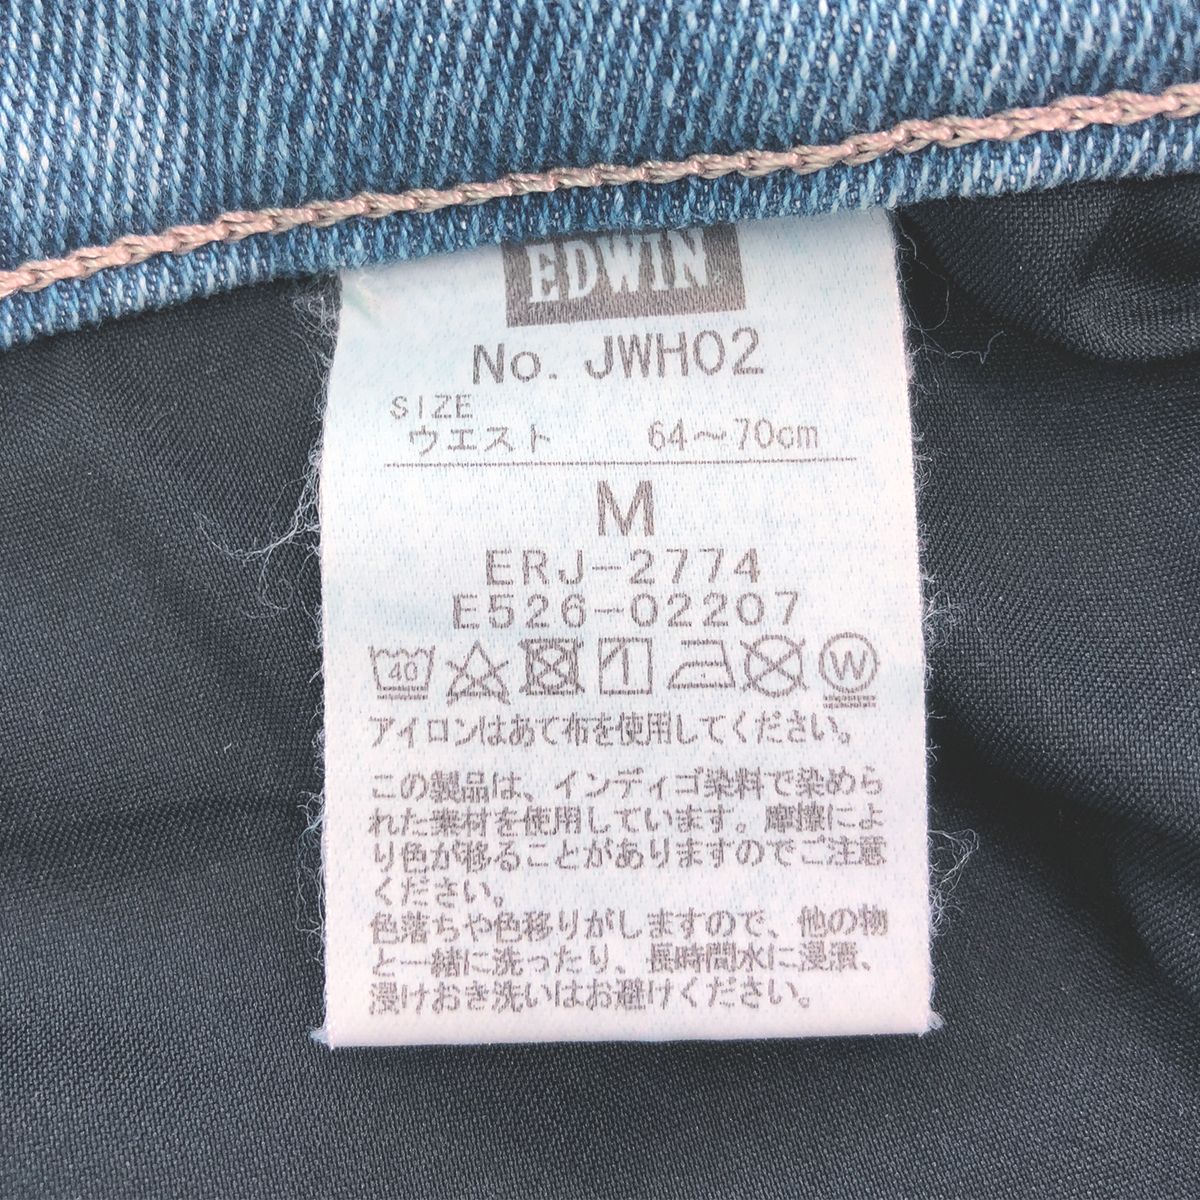 EDWIN
No. JWH02
SIZE
ウエスト 64～70cm
M
ERJ-2774
E526-02207
40 W
アイロンはあて布を使用してください。
この製品は、インディゴ染料で染めら
れた素材を使用しています。摩擦によ
り色が移ることがありますのでご注意
ください。
色落ちや色移りがしますので、他の物
と一緒に洗ったり、長時間水に浸漬、
浸けおき洗いはお避けください。